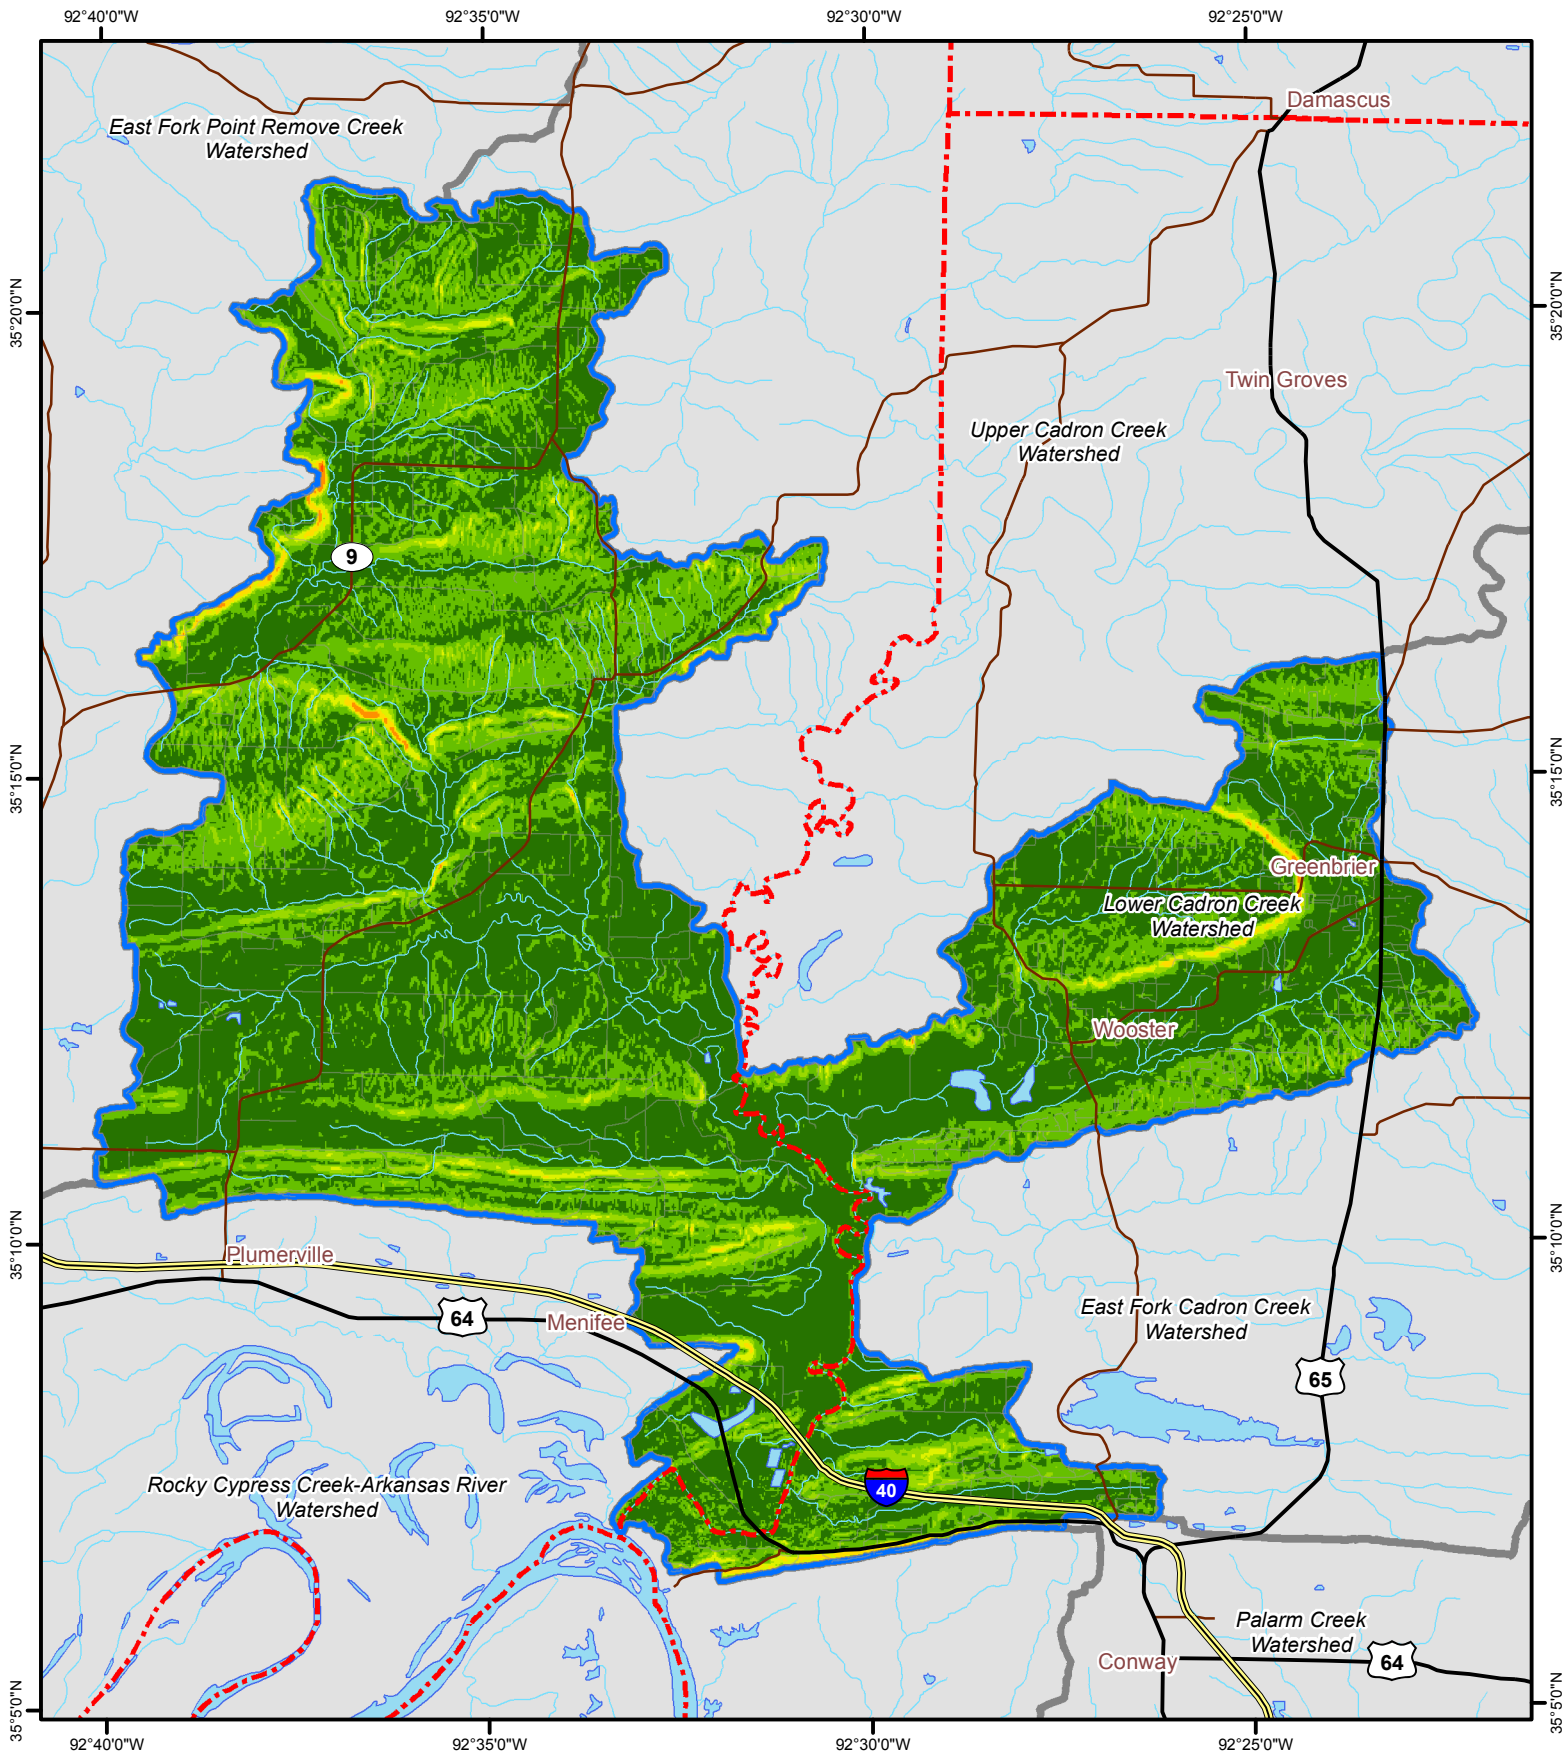 92°40'0"W
92°35'0"W
92°30'0"W
92°25'0"W
Damascus
East Fork Point Remove Creek
Watershed
35°20'0"N
35°20'0"N
Twin Groves
Upper Cadron Creek
Watershed
9
35°15'0"N
35°15'0"N
Greenbrier
Lower Cadron Creek
Watershed
Wooster
35°10'0"N
35°10'0"N
Plumerville
64
Menifee
East Fork Cadron Creek
Watershed
65
Rocky Cypress Creek-Arkansas River
Watershed
40
Palarm Creek
Watershed
Conway
64
35°5'0"N
35°5'0"N
92°40'0"W
92°35'0"W
92°30'0"W
92°25'0"W